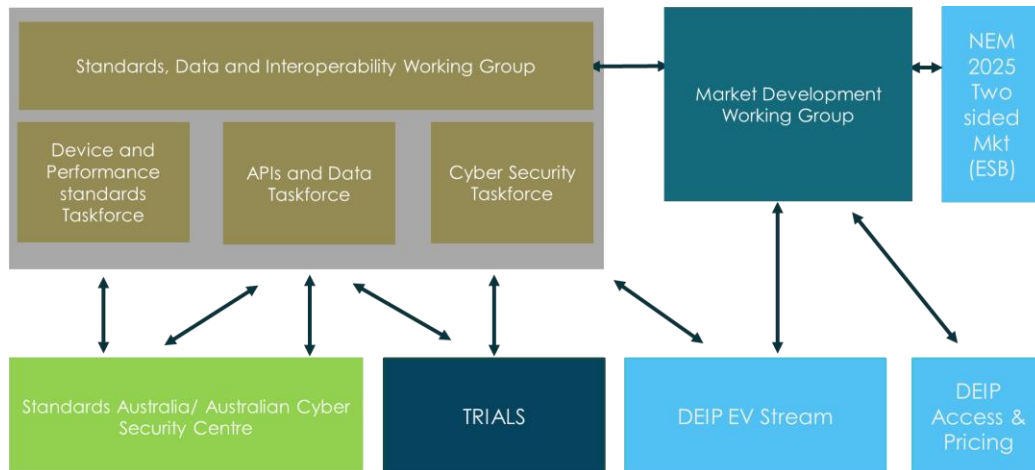 Standards, Data and Interoperability Working Group
Device and
Performance
standards
Taskforce
APIs and Data
Taskforce
Cyber Security
Taskforce
Market Development
Working Group
NEM
2025
Two
sided
Mkt
(ESB)
Standards Australia/ Australian Cyber
Security Centre
TRIALS
DEIP EV Stream
DEIP
Access &
Pricing